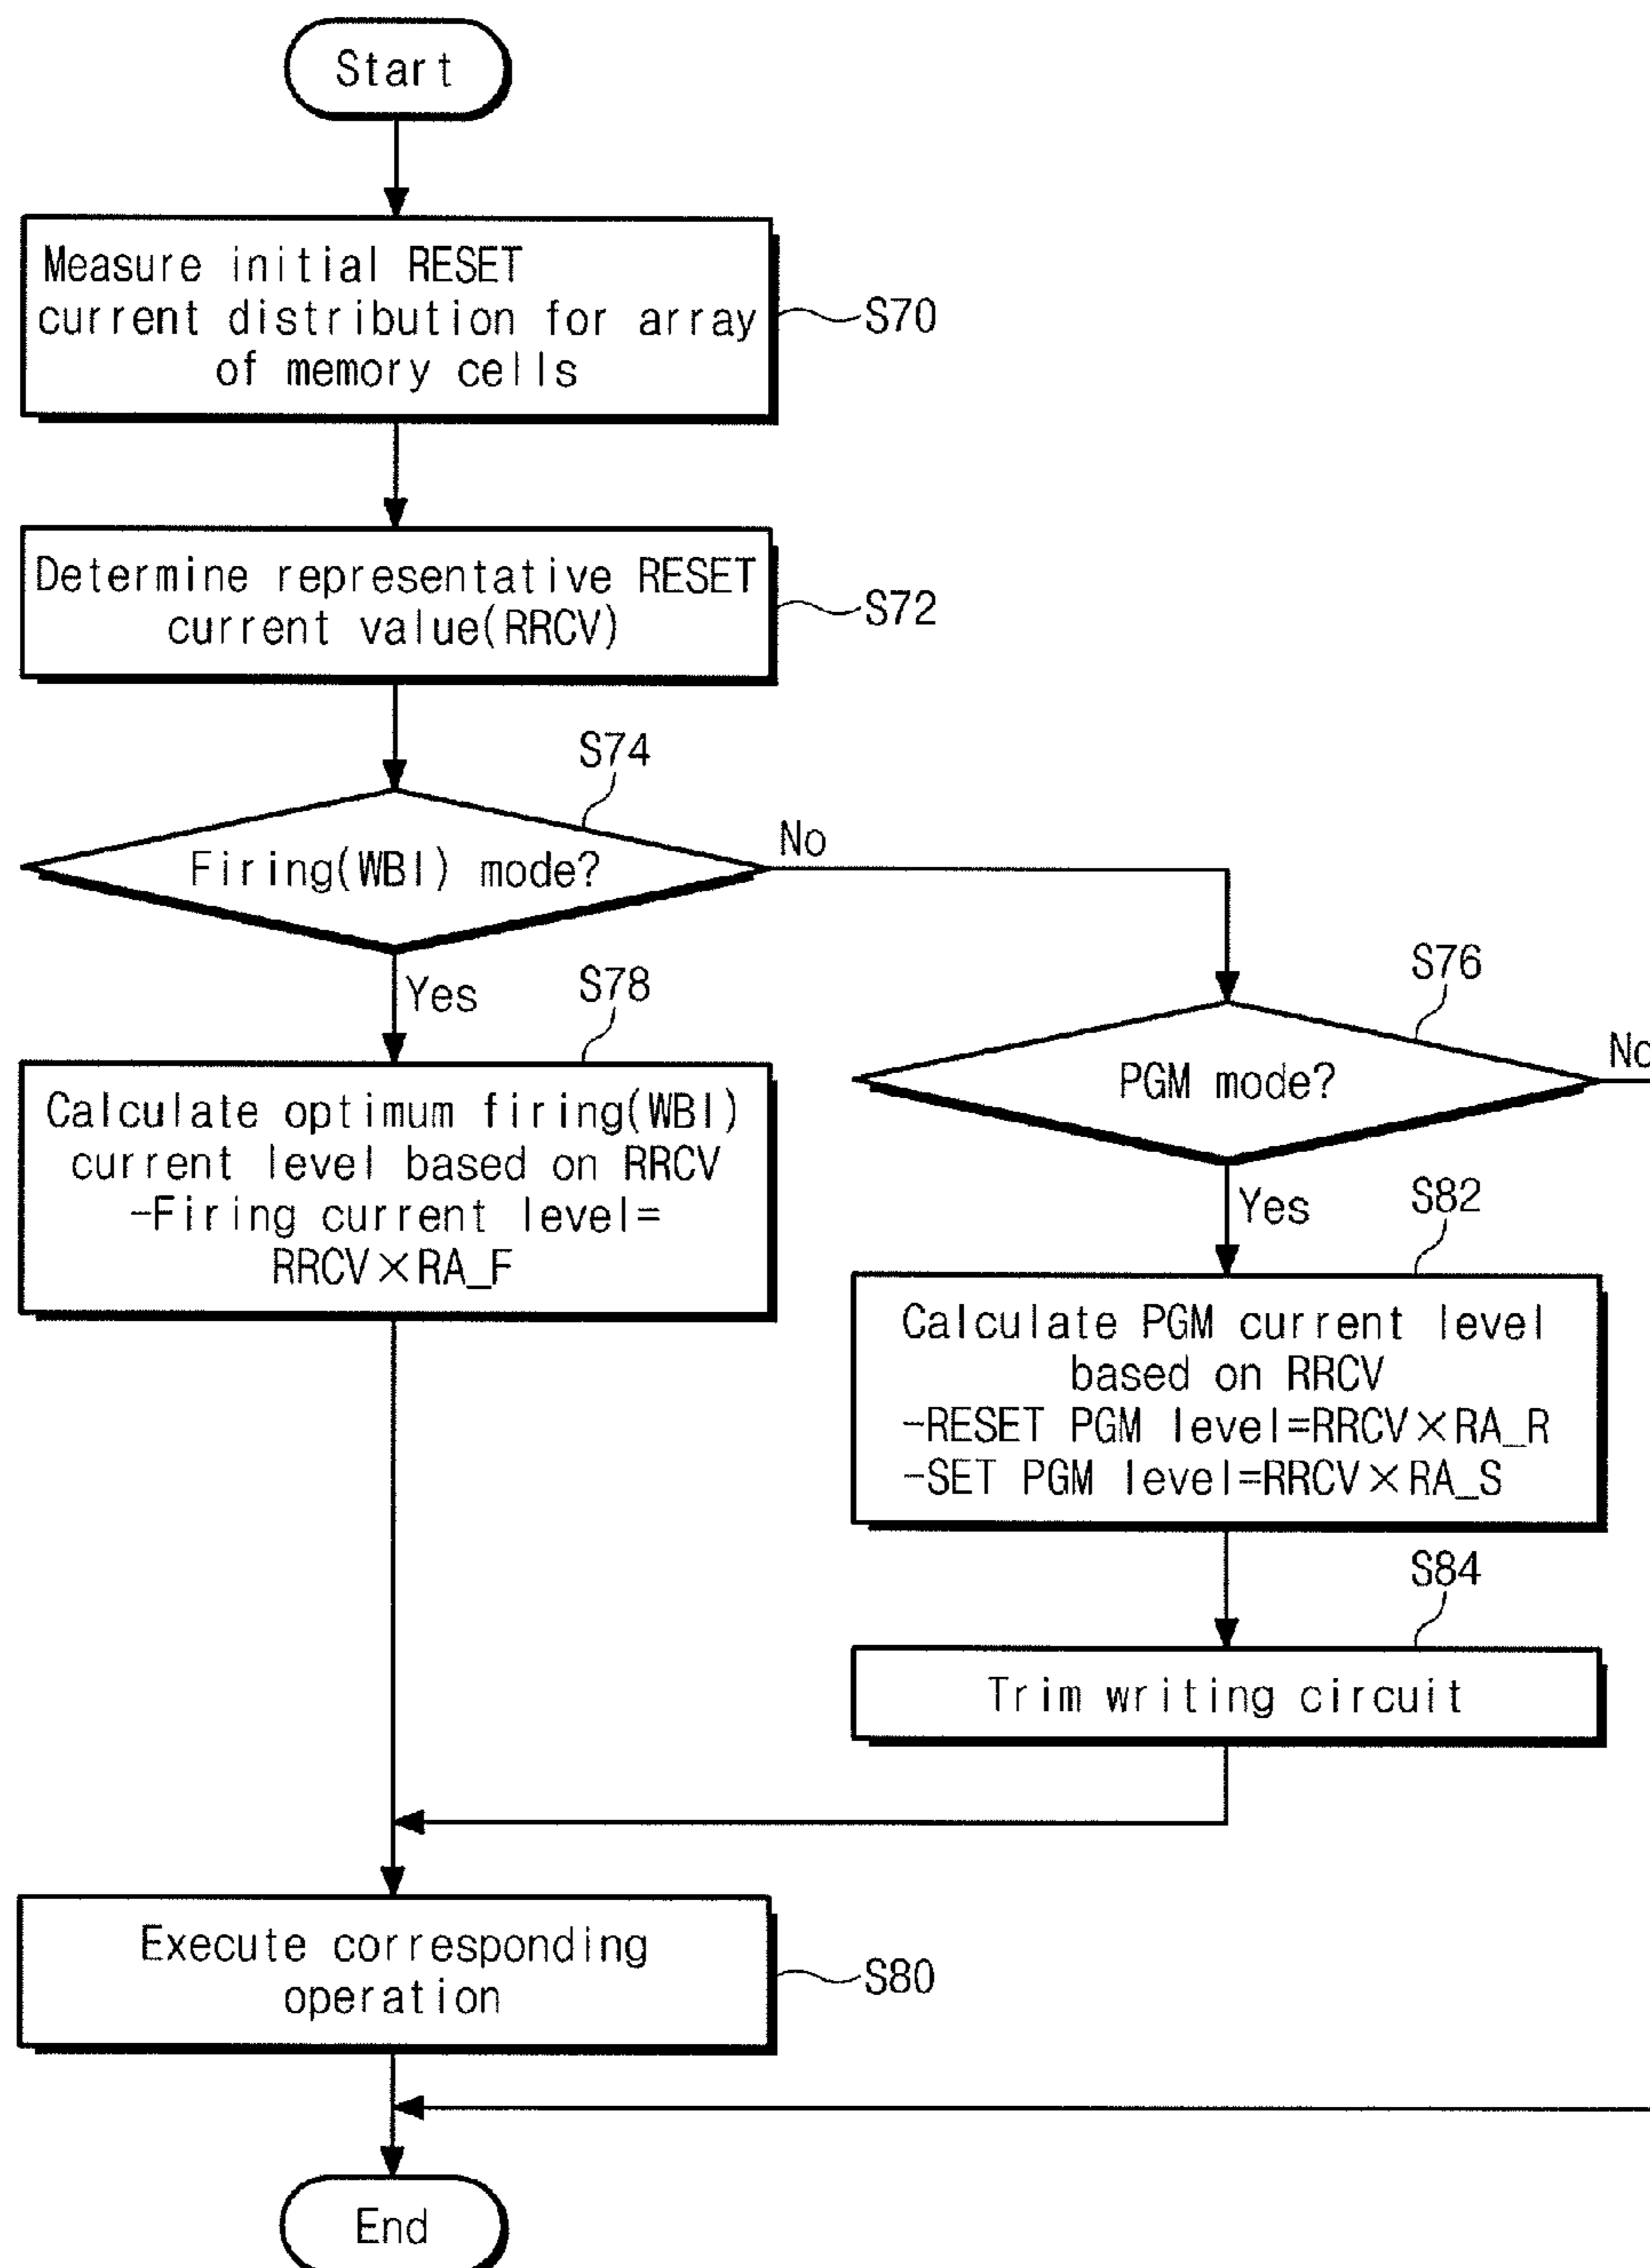 Start
Measure initial RESET
current distribution for array
of memory cells
S70
Determine representative RESET
current value(RRCV)
S72
S74
Firing(WBI) mode?
No
Yes
S78
Calculate optimum firing(WBI)
current level based on RRCV
-Firing current level=
RRCV×RA_F
S76
PGM mode?
No
Yes
S82
Calculate PGM current level
based on RRCV
-RESET PGM level=RRCV×RA_R
-SET PGM level=RRCV×RA_S
S84
Trim writing circuit
Execute corresponding
operation
S80
End